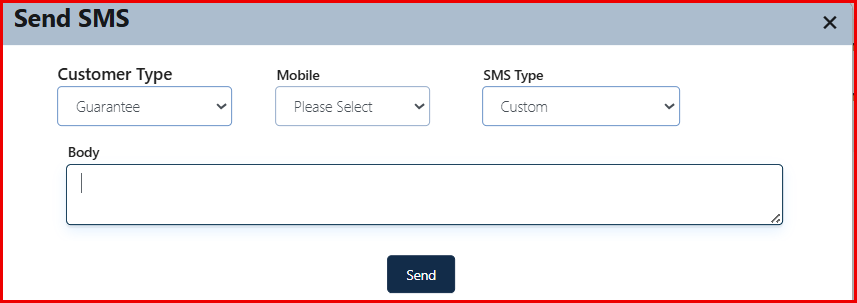 Send SMS
Customer Type
Mobile
SMS Type
Guarantee
Please Select
Custom
Body
Send